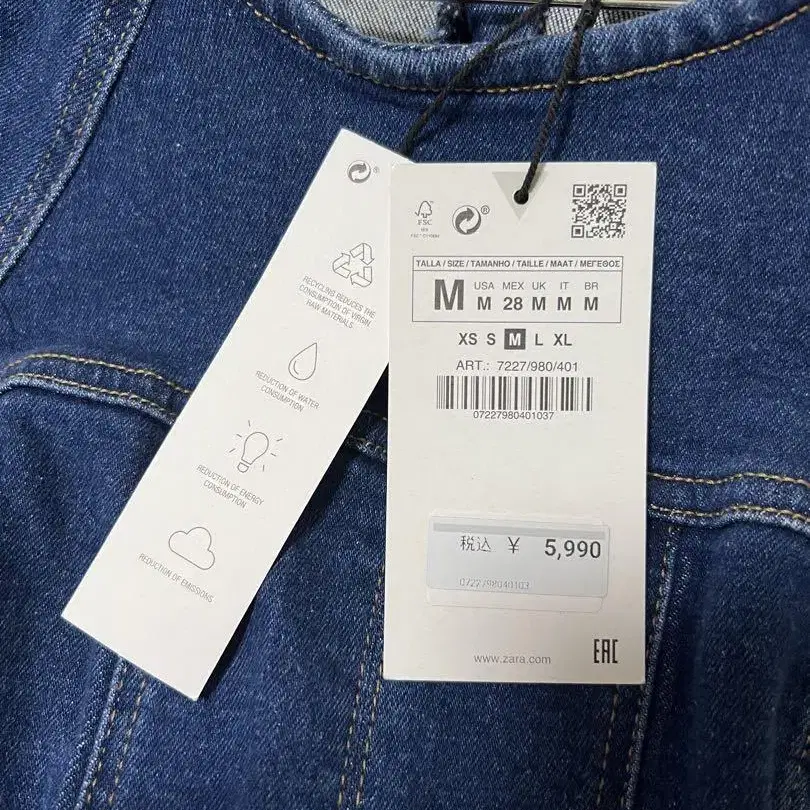 RECYCLING REDUCES THE
CONSUMPTION OF VIRGIN
RAW MATERIALS
REDUCTION OF WATER
CONSUMPTION
REDUCTION OF ENERGY
CONSUMPTION
REDUCTION OF EMISSIONS
FSC
TALLA / SIZE / TAMANHO / TAILLE / MAAT / ΜΕΓΕΘΟΣ
M
USA MEX UK IT BR
M 28 M M M
XS S M L XL
ART.: 7227/980/401
07227980401037
税込 ¥ 5,990
0722798040103
www.zara.com
EAC